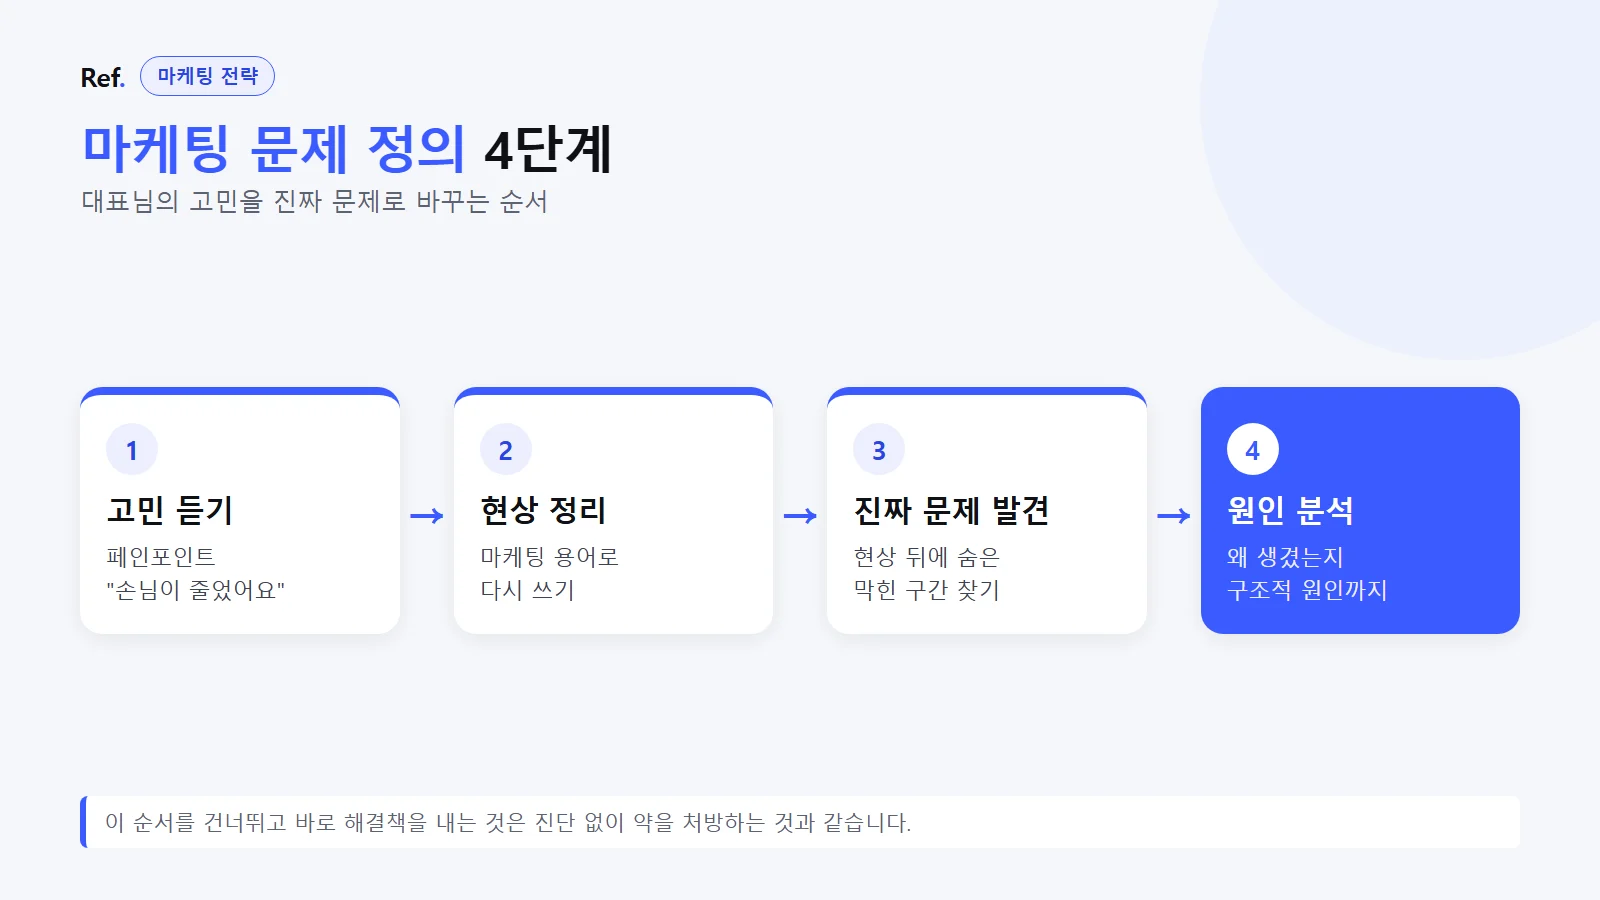 Ref.
마케팅 전략
마케팅 문제 정의 4단계
대표님의 고민을 진짜 문제로 바꾸는 순서
1
고민 듣기
페인포인트
"손님이 줄었어요"
→
2
현상 정리
마케팅 용어로
다시 쓰기
→
3
진짜 문제 발견
현상 뒤에 숨은
막힌 구간 찾기
→
4
원인 분석
왜 생겼는지
구조적 원인까지
이 순서를 건너뛰고 바로 해결책을 내는 것은 진단 없이 약을 처방하는 것과 같습니다.